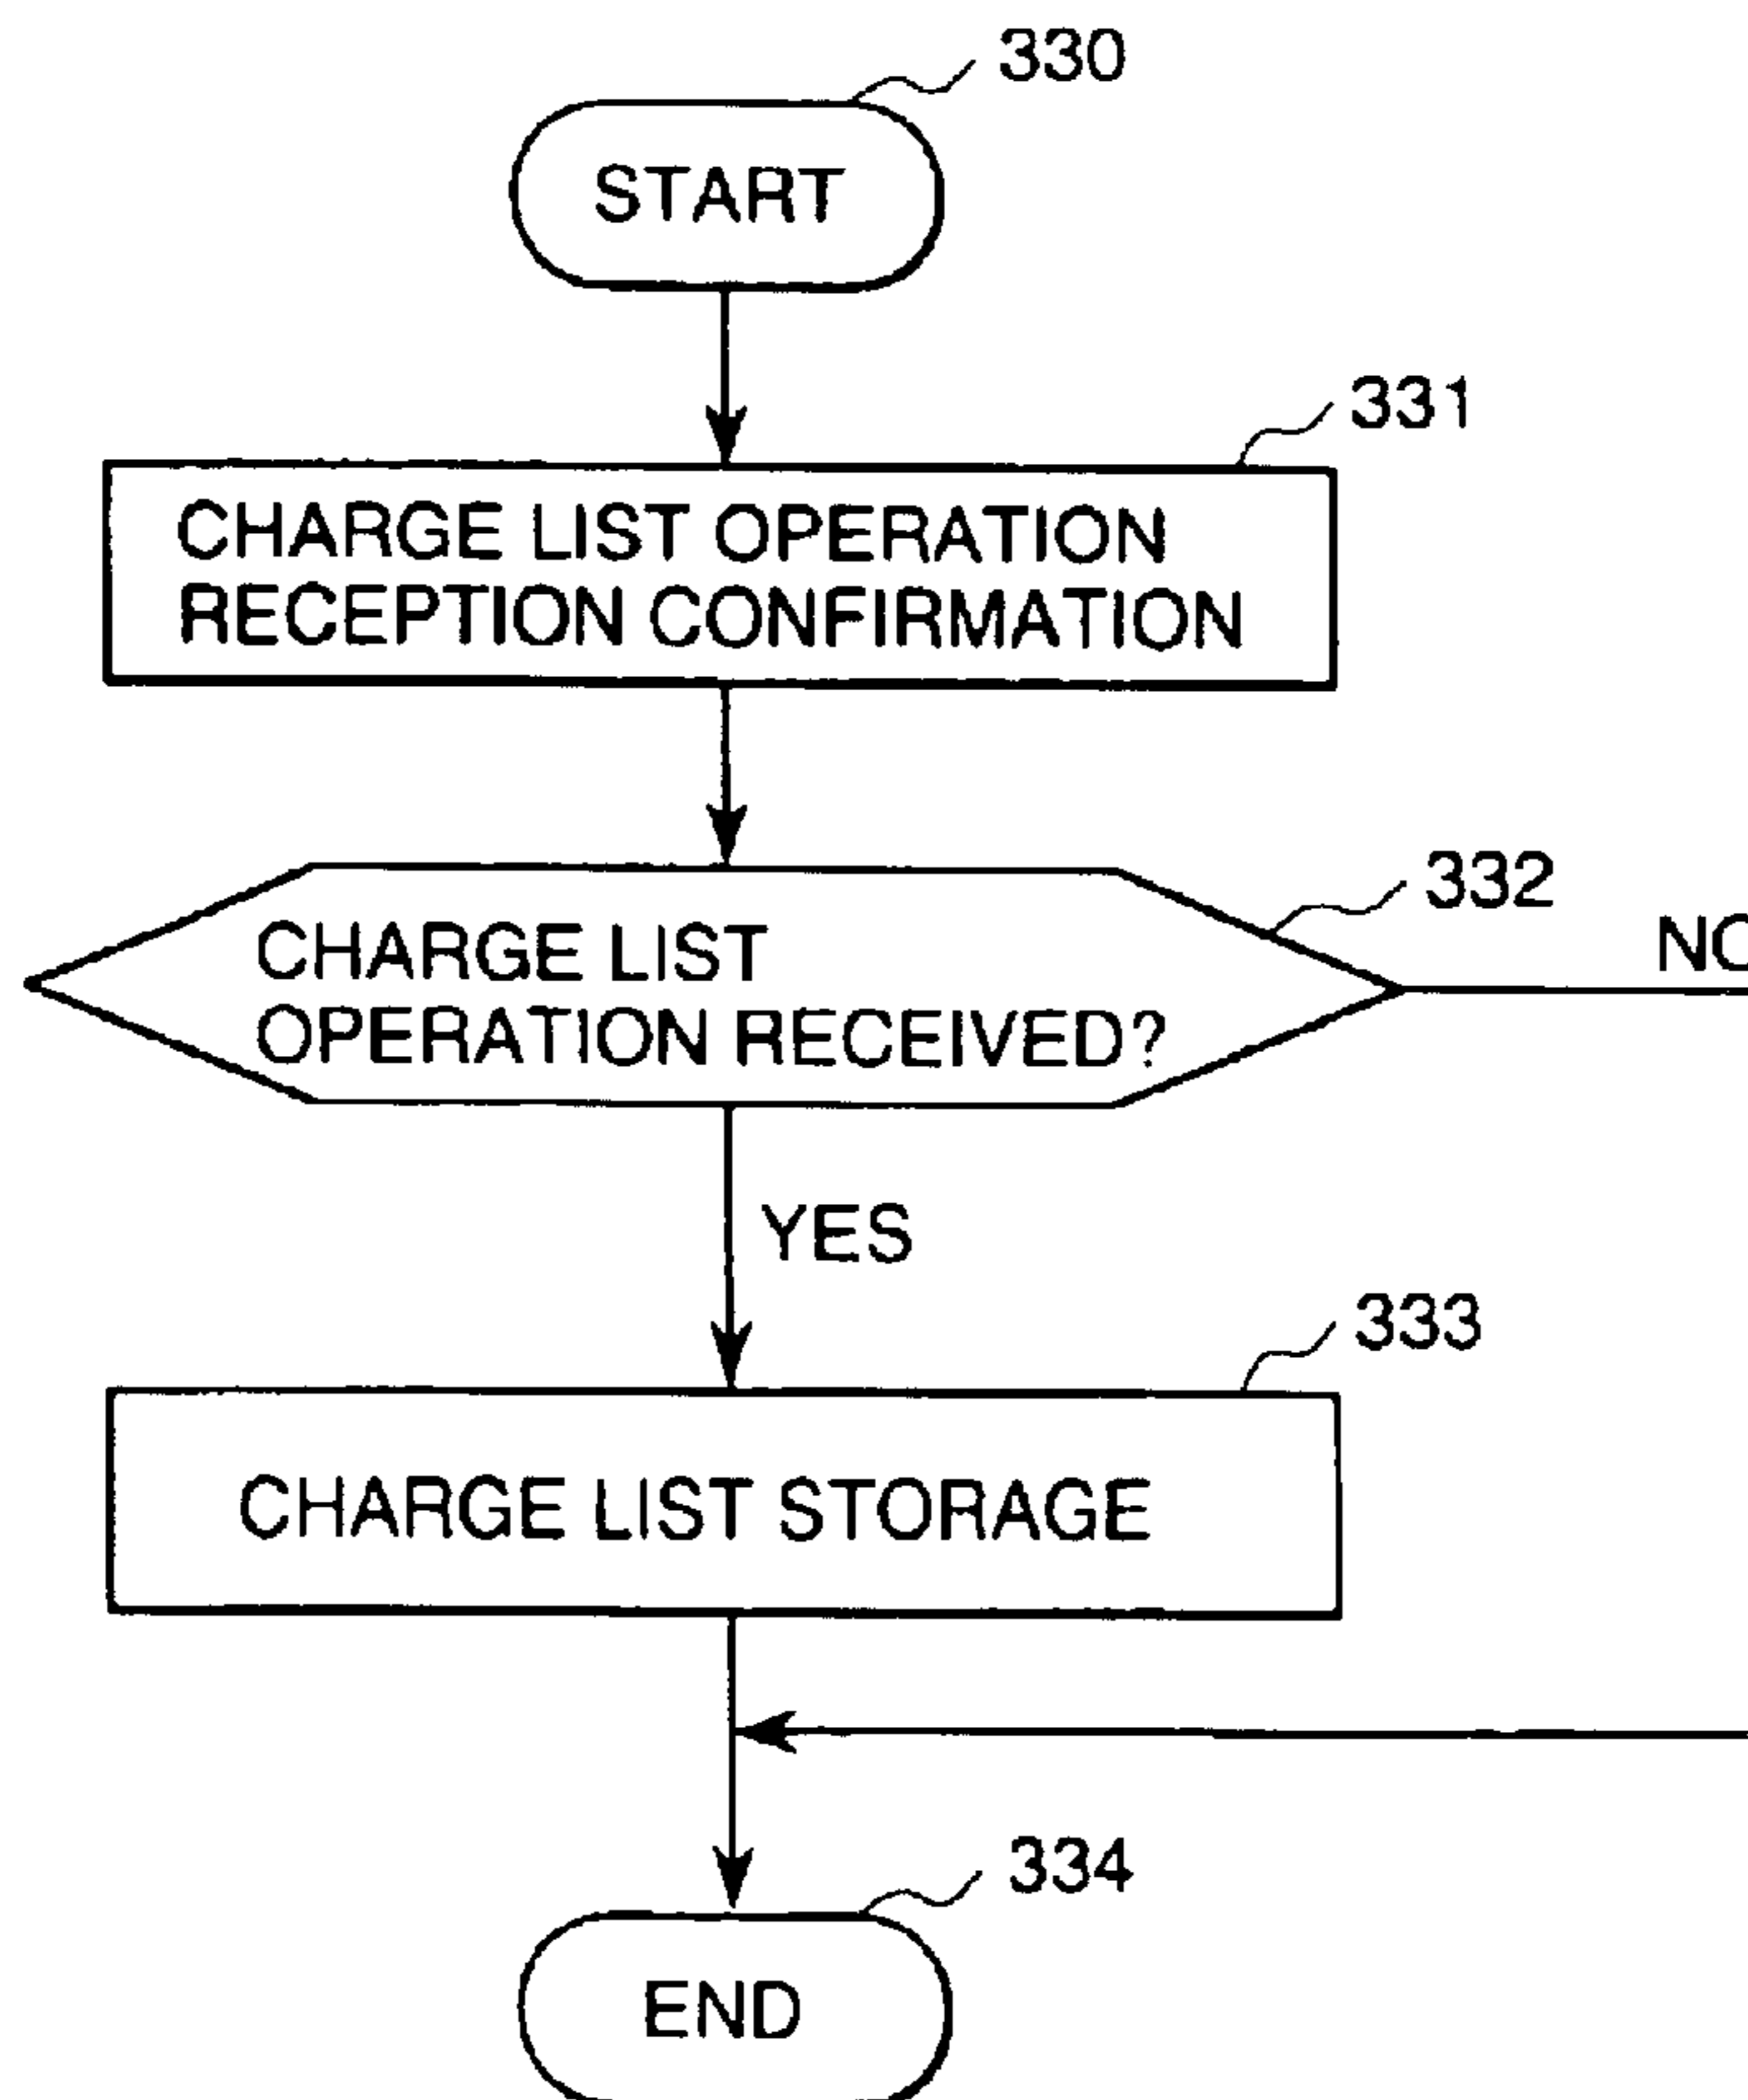 330
START
331
CHARGE LIST OPERATION
RECEPTION CONFIRMATION
332
CHARGE LIST
OPERATION RECEIVED?
NO
YES
333
CHARGE LIST STORAGE
334
END